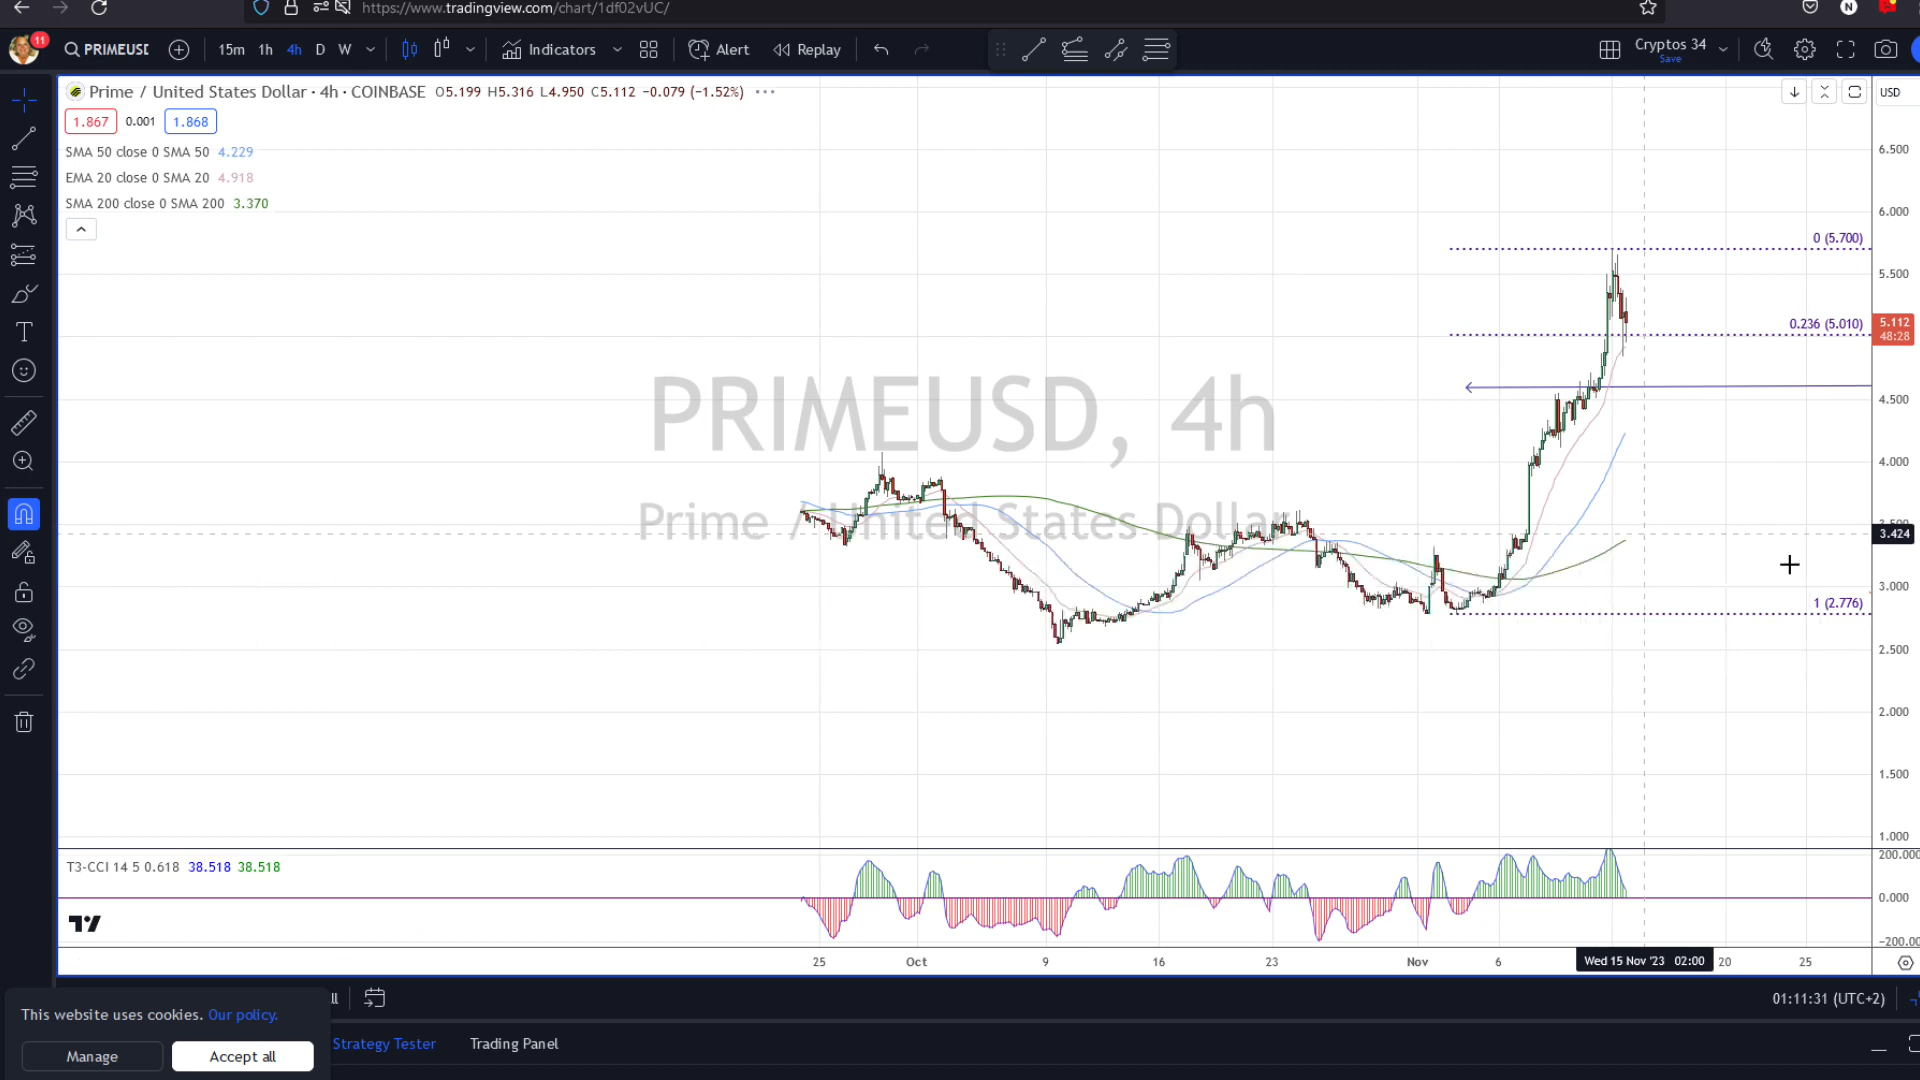 https://www.tradingview.com/chart/1df02vUC/
11
PRIMEUSD
15m 1h 4h D W
Indicators
Alert
Replay
Cryptos 34
Save
Prime / United States Dollar · 4h · COINBASE O5.199 H5.316 L4.950 C5.112 −0.079 (−1.52%)
USD
1.867 0.001 1.868
SMA 50 close 0 SMA 50 4.229
EMA 20 close 0 SMA 20 4.918
SMA 200 close 0 SMA 200 3.370
PRIMEUSD, 4h
Prime / United States Dollar
0 (5.700)
0.236 (5.010)
1 (2.776)
6.500
6.000
5.500
5.112
48:28
4.500
4.000
3.424
3.000
2.500
2.000
1.500
1.000
T3-CCI 14 5 0.618 38.518 38.518
200.000
0.000
−200.00
25 Oct 9 16 23 Nov 6 Wed 15 Nov '23 02:00 20 25
01:11:31 (UTC+2)
This website uses cookies. Our policy.
Manage
Accept all
Strategy Tester
Trading Panel